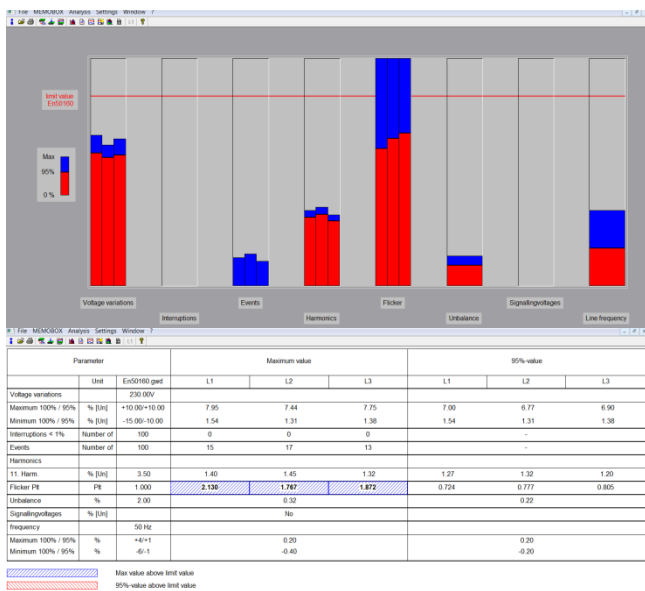 File MEMOBOX Analysis Settings Window ?
limit value
En50160
Max
95%
0 %
Voltage variations
Interruptions
Events
Harmonics
Flicker
Unbalance
Signallingvoltages
Line frequency
File MEMOBOX Analysis Settings Window ?
Parameter Maximum value 95%-value
Unit En50160.gwd L1 L2 L3 L1 L2 L3
Voltage variations 230.00V
Maximum 100% / 95% % [Un] +10.00/+10.00 7.95 7.44 7.75 7.00 6.77 6.90
Minimum 100% / 95% % [Un] -15.00/-10.00 1.54 1.31 1.38 1.54 1.31 1.38
Interruptions < 1% Number of 100 0 0 0 -
Events Number of 100 15 17 13 -
Harmonics
11. Harm. % [Un] 3.50 1.40 1.45 1.32 1.27 1.32 1.20
Flicker Plt Plt 1.000 2.130 1.767 1.872 0.724 0.777 0.805
Unbalance % 2.00 0.32 0.22
Signallingvoltages % [Un] No
frequency 50 Hz
Maximum 100% / 95% % +4/+1 0.20 0.20
Minimum 100% / 95% % -6/-1 -0.40 -0.20
Max value above limit value
95%-value above limit value